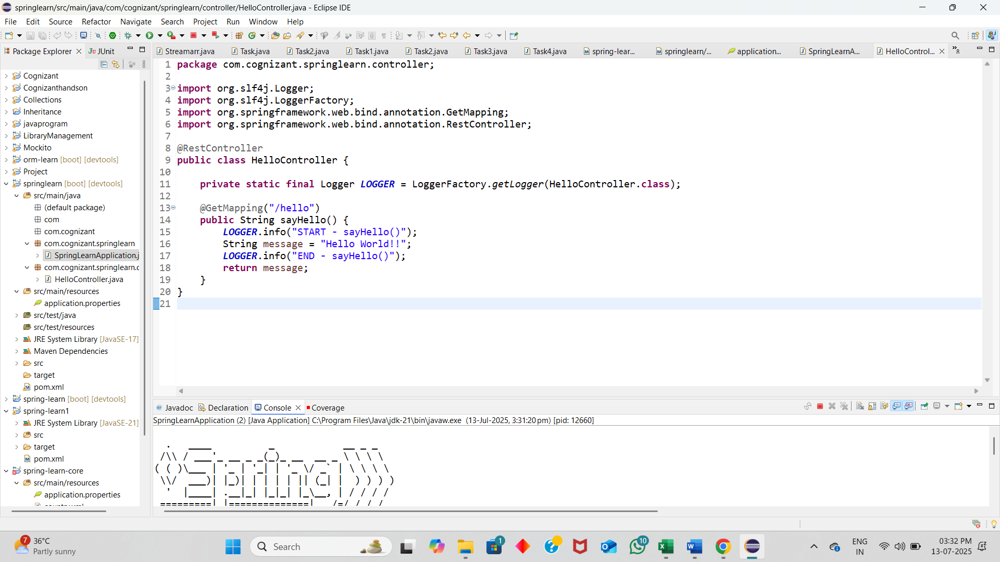 springlearn/src/main/java/com/cognizant/springlearn/controller/HelloController.java - Eclipse IDE
File Edit Source Refactor Navigate Search Project Run Window Help
Package Explorer JUnit
Streamarr.java Task.java Task2.java Task1.java Task2.java Task3.java Task4.java spring-lear... springlearn/... application... SpringLearnA... HelloControl... 8
Cognizant
Cognizanthandson
Collections
Inheritance
javaprogram
LibraryManagement
Mockito
orm-learn [boot] [devtools]
Project
springlearn [boot] [devtools]
src/main/java
(default package)
com
com.cognizant
com.cognizant.springlearn
SpringLearnApplication.j
com.cognizant.springlearn.c
HelloController.java
src/main/resources
application.properties
src/test/java
src/test/resources
JRE System Library [JavaSE-17]
Maven Dependencies
src
target
pom.xml
spring-learn [boot] [devtools]
spring-learn1
JRE System Library [JavaSE-21]
src
target
pom.xml
spring-learn-core
src/main/resources
application.properties
1 package com.cognizant.springlearn.controller;
2
3 import org.slf4j.Logger;
4 import org.slf4j.LoggerFactory;
5 import org.springframework.web.bind.annotation.GetMapping;
6 import org.springframework.web.bind.annotation.RestController;
7
8 @RestController
9 public class HelloController {
10
11 private static final Logger LOGGER = LoggerFactory.getLogger(HelloController.class);
12
13 @GetMapping("/hello")
14 public String sayHello() {
15 LOGGER.info("START - sayHello()");
16 String message = "Hello World!!";
17 LOGGER.info("END - sayHello()");
18 return message;
19 }
20 }
21
Javadoc Declaration Console Coverage
SpringLearnApplication (2) [Java Application] C:\Program Files\Java\jdk-21\bin\javaw.exe (13-Jul-2025, 3:31:20 pm) [pid: 12660]
  .   ____          _            __ _ _
 /\\ / ___'_ __ _ _(_)_ __  __ _ \ \ \ \
( ( )\___ | '_ | '_| | '_ \/ _` | \ \ \ \
 \\/  ___)| |_)| | | | | || (_| |  ) ) ) )
  '  |____| .__|_| |_|_| |_\__, | / / / /
 =========|_|==============|___/=/_/_/_/
7 36°C
Partly sunny
Search
1
10
ENG
IN
03:32 PM
13-07-2025